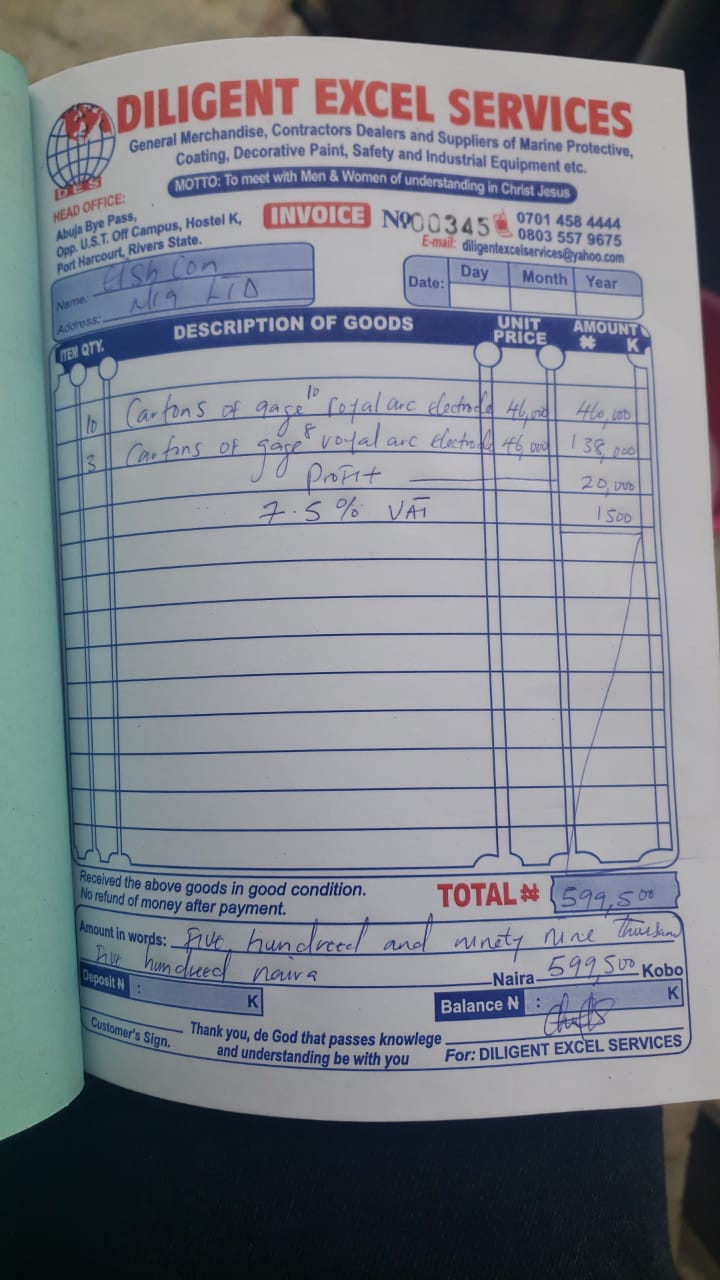 DILIGENT EXCEL SERVICES
General Merchandise, Contractors Dealers and Suppliers of Marine Protective,
Coating, Decorative Paint, Safety and Industrial Equipment etc.
MOTTO: To meet with Men & Women of understanding in Christ Jesus
DES
HEAD OFFICE:
Abuja Bye Pass,
Opp. U.S.T. Off Campus, Hostel K,
Port Harcourt, Rivers State.
INVOICE No 00345
0701 458 4444
0803 557 9675
E-mail: diligentexcelservices@yahoo.com
Name:
Address: LTD
Date: Day Month Year
ITEM QTY. DESCRIPTION OF GOODS UNIT PRICE AMOUNT ₦ K
10 Cartons of gage 10 royal arc electrode 46,000 460,000
3 Cartons of gage 8 royal arc electrode 46,000 138,000
Profit 20,000
7.5% VAT 1500
Received the above goods in good condition.
No refund of money after payment.
TOTAL ₦ 599,500
Amount in words: Five hundreed and ninety nine thousand
Five hundreed naira Naira 599,500 Kobo
Deposit N : K
Balance N : K
Customer's Sign.
Thank you, de God that passes knowlege
and understanding be with you
For: DILIGENT EXCEL SERVICES